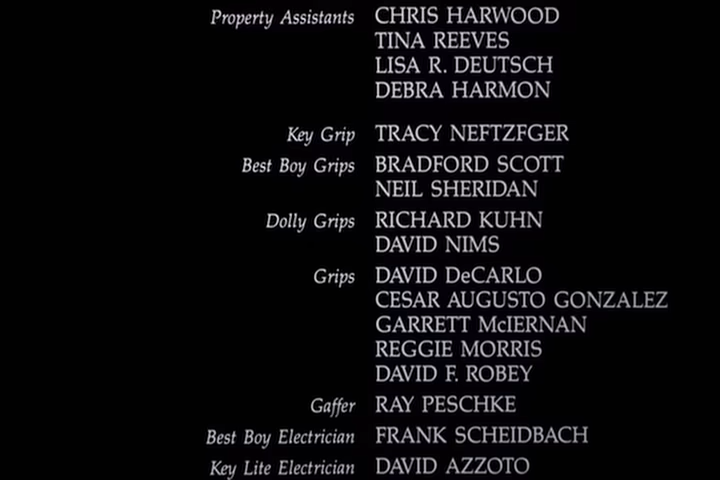 Property Assistants CHRIS HARWOOD
TINA REEVES
LISA R. DEUTSCH
DEBRA HARMON
Key Grip TRACY NEFTZFGER
Best Boy Grips BRADFORD SCOTT
NEIL SHERIDAN
Dolly Grips RICHARD KUHN
DAVID NIMS
Grips DAVID DeCARLO
CESAR AUGUSTO GONZALEZ
GARRETT McIERNAN
REGGIE MORRIS
DAVID F. ROBEY
Gaffer RAY PESCHKE
Best Boy Electrician FRANK SCHEIDBACH
Key Lite Electrician DAVID AZZOTO